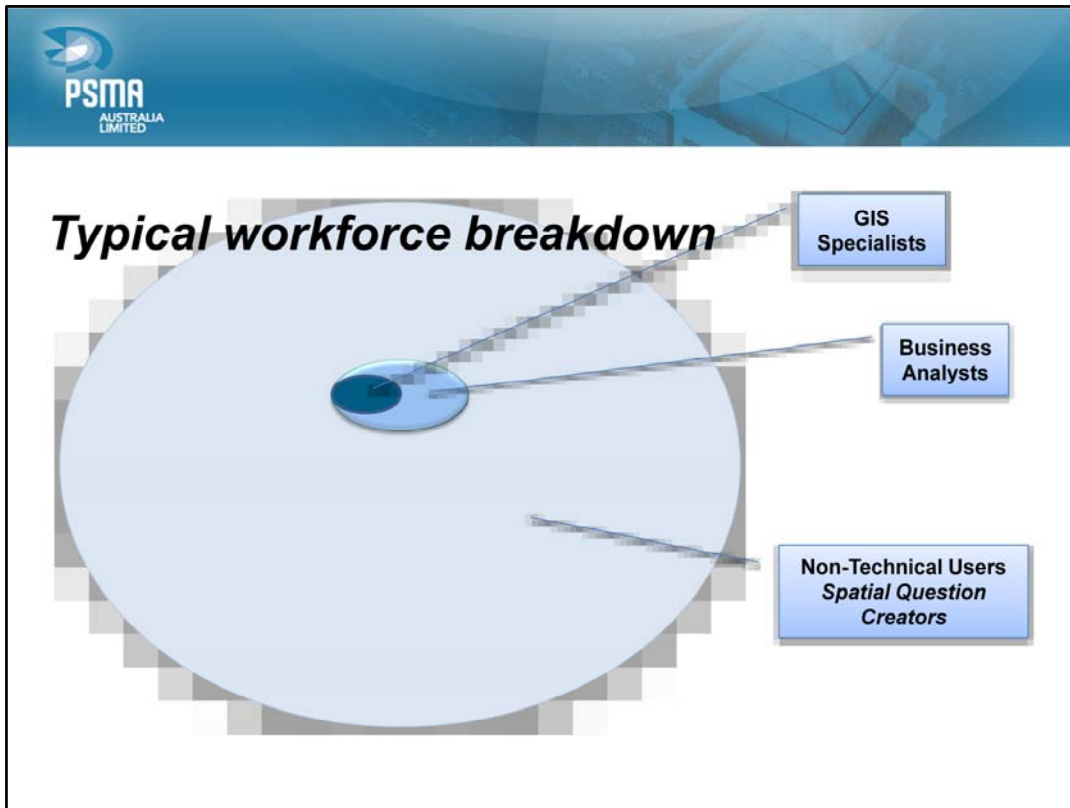 PSMA
AUSTRALIA
LIMITED
Typical workforce breakdown
GIS
Specialists
Business
Analysts
Non-Technical Users
Spatial Question
Creators